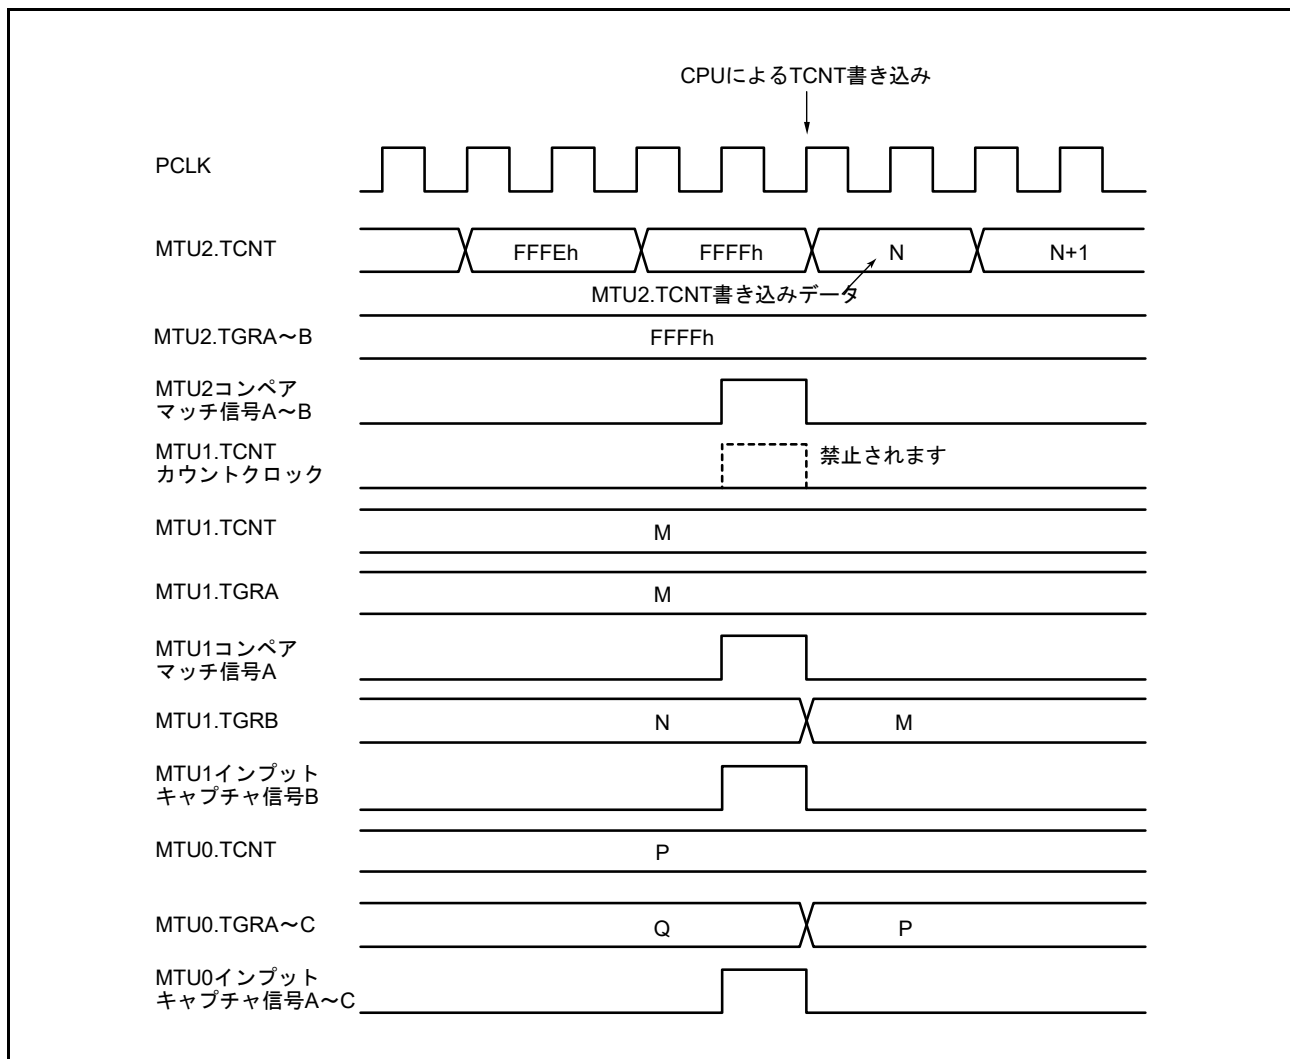 CPUによるTCNT書き込み
PCLK
MTU2.TCNT
FFFEh
FFFFh
N
N+1
MTU2.TCNT書き込みデータ
MTU2.TGRA～B
FFFFh
MTU2コンペア
マッチ信号A～B
MTU1.TCNT
カウントクロック
禁止されます
MTU1.TCNT
M
MTU1.TGRA
M
MTU1コンペア
マッチ信号A
MTU1.TGRB
N
M
MTU1インプット
キャプチャ信号B
MTU0.TCNT
P
MTU0.TGRA～C
Q
P
MTU0インプット
キャプチャ信号A～C